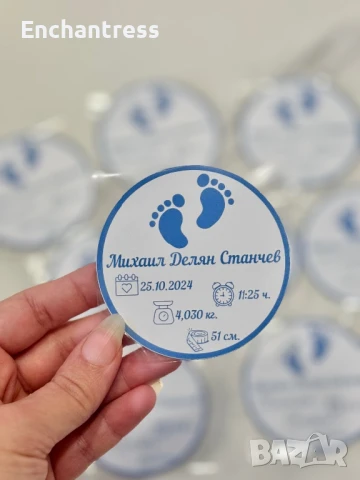 Enchantress
Михаил Делян Станчев
25.10.2024
11:25 ч.
4,030 кг.
51 см.
BAZAR